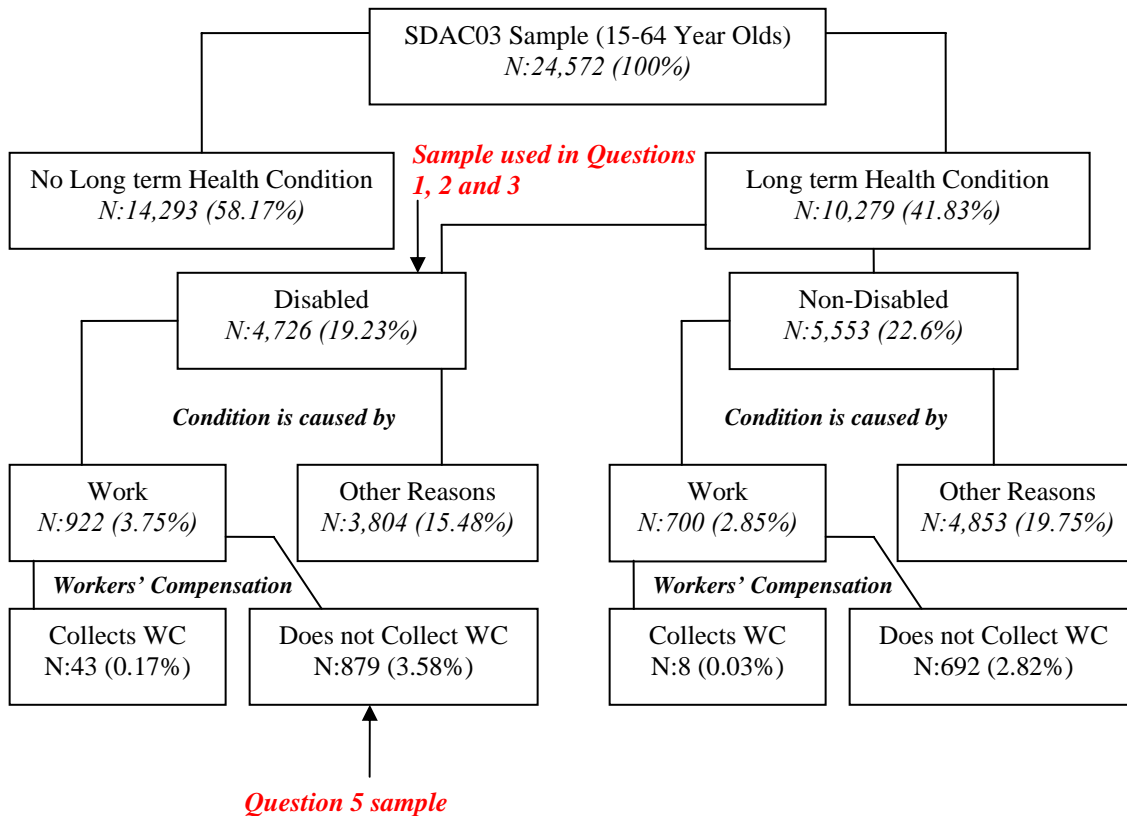 SDAC03 Sample (15-64 Year Olds)
N:24,572 (100%)
No Long term Health Condition
N:14,293 (58.17%)
Sample used in Questions
1, 2 and 3
Long term Health Condition
N:10,279 (41.83%)
Disabled
N:4,726 (19.23%)
Non-Disabled
N:5,553 (22.6%)
Condition is caused by
Condition is caused by
Work
N:922 (3.75%)
Other Reasons
N:3,804 (15.48%)
Work
N:700 (2.85%)
Other Reasons
N:4,853 (19.75%)
Workers’ Compensation
Workers’ Compensation
Collects WC
N:43 (0.17%)
Does not Collect WC
N:879 (3.58%)
Collects WC
N:8 (0.03%)
Does not Collect WC
N:692 (2.82%)
Question 5 sample